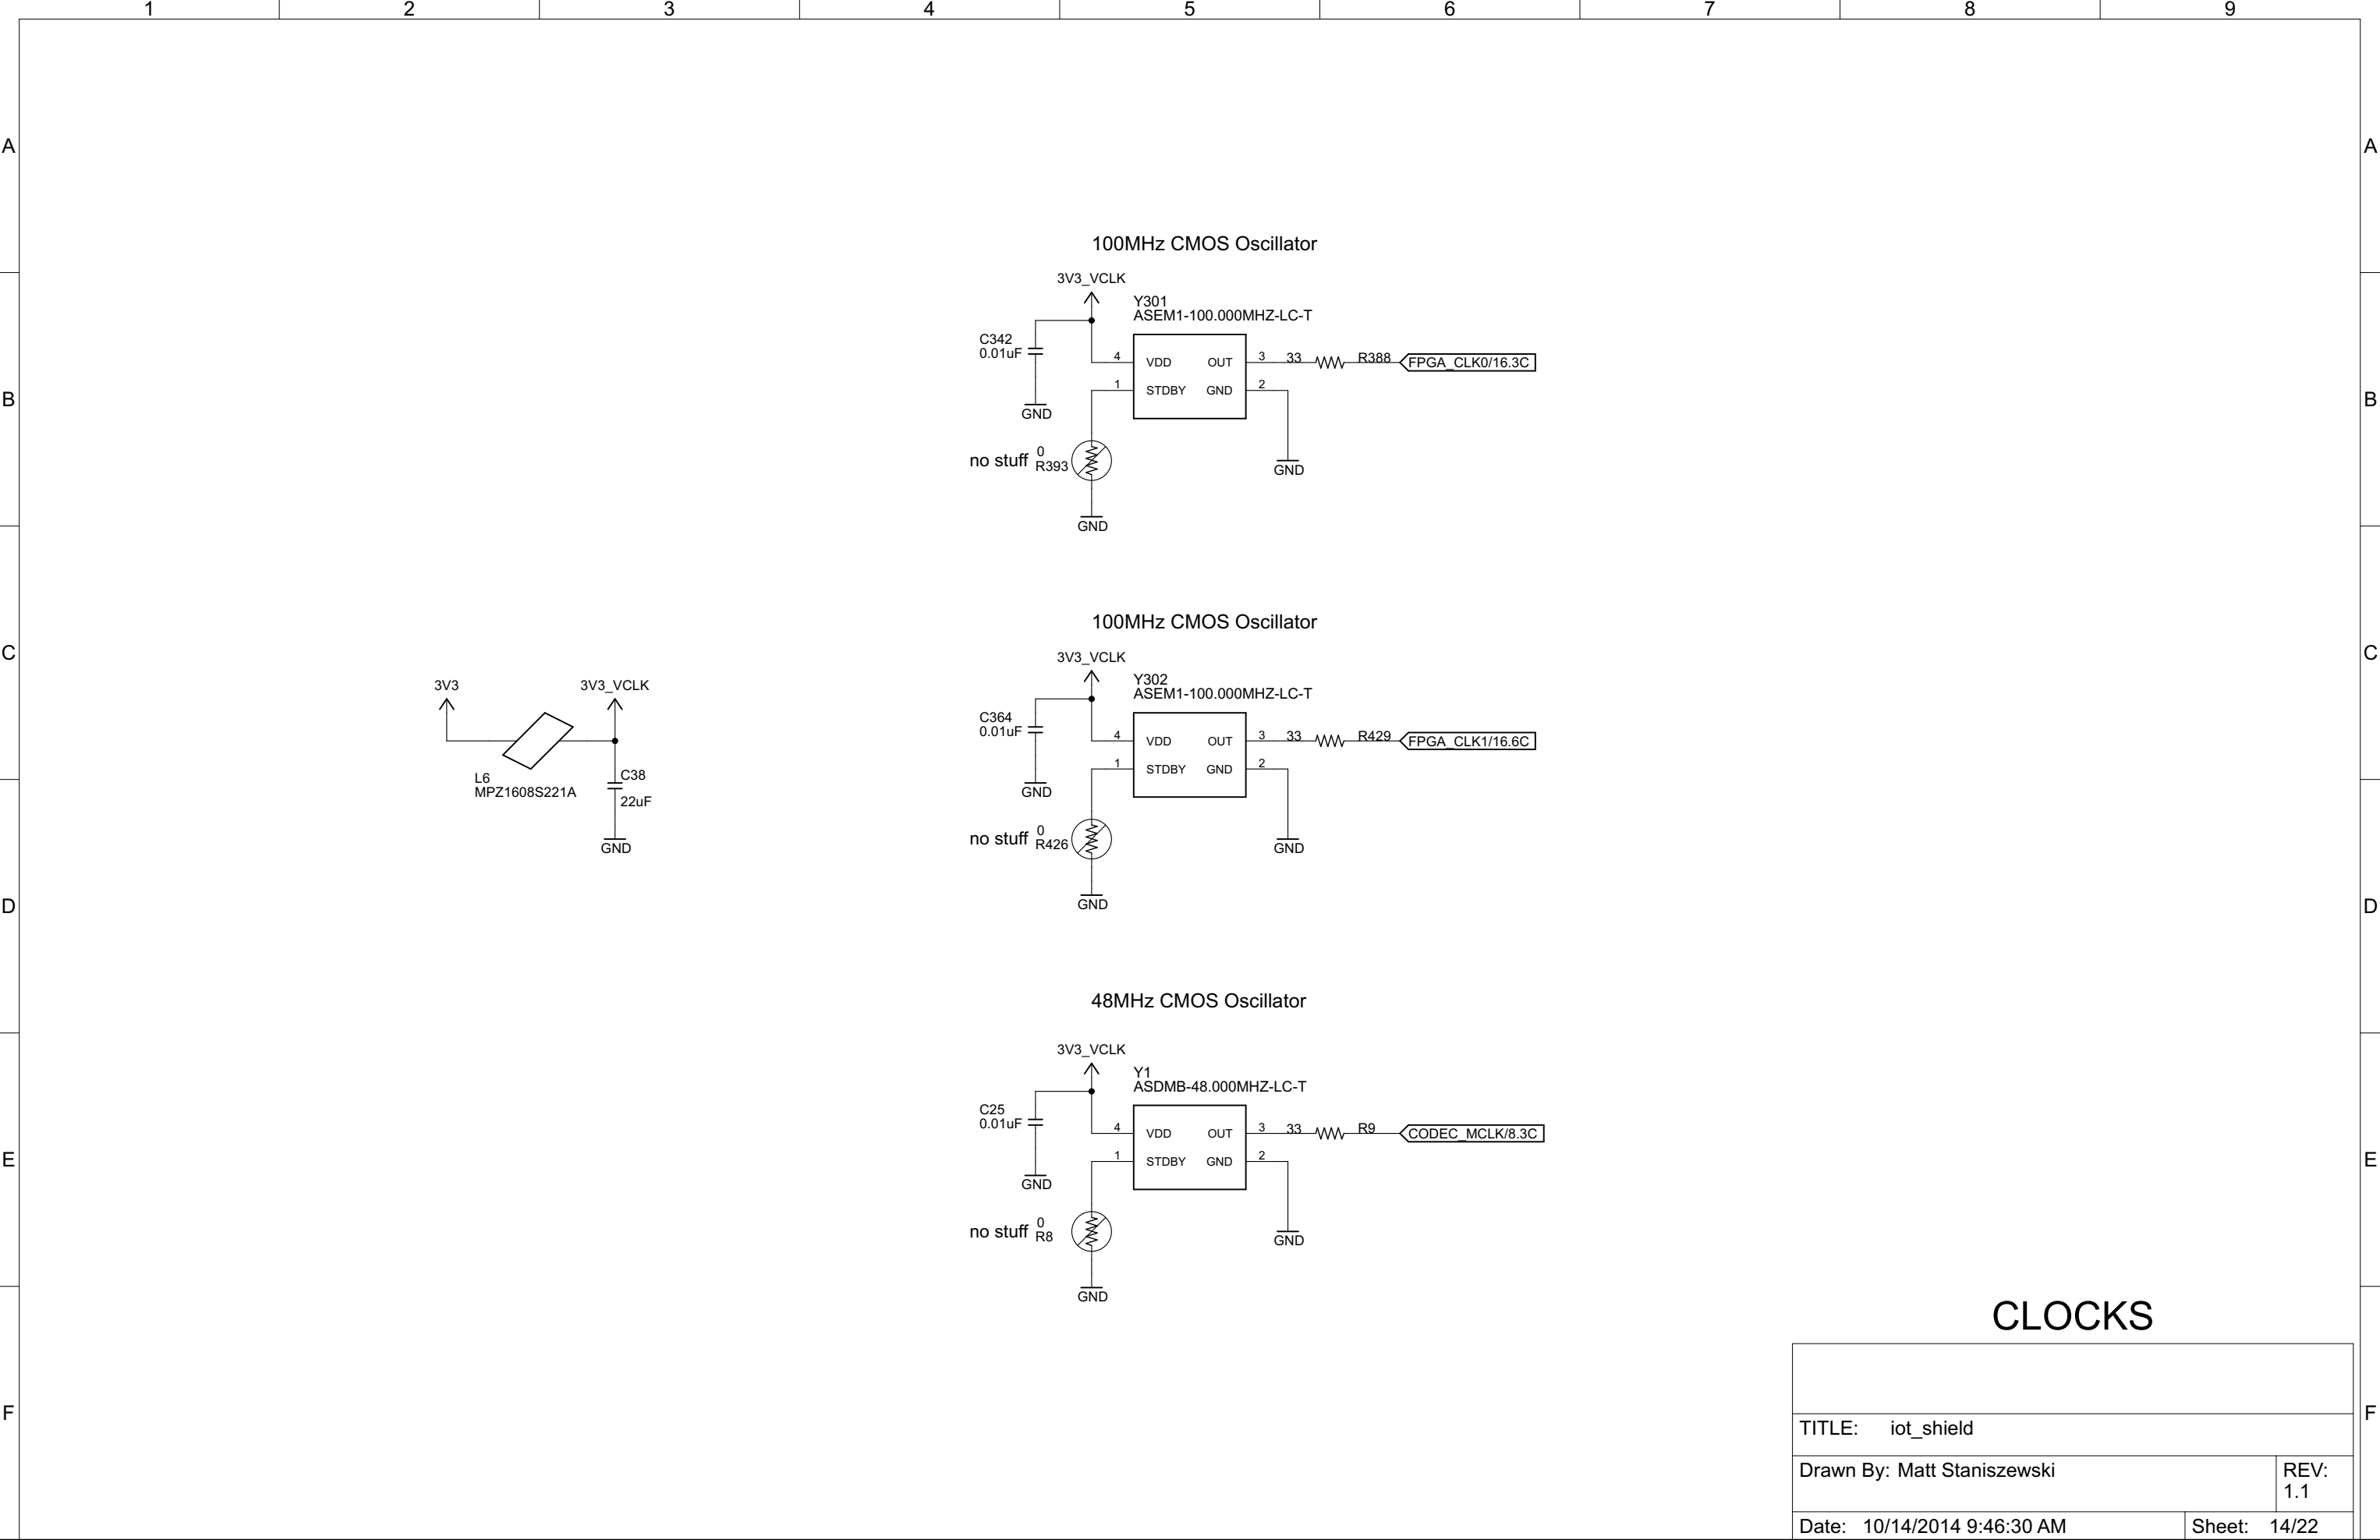 1 2 3 4 5 6 7 8 9
A A
100MHz CMOS Oscillator
3V3_VCLK
Y301
ASEM1-100.000MHZ-LC-T
C342
0.01uF
4 VDD OUT 3 33 R388 FPGA_CLK0/16.3C
1 STDBY GND 2
B B
GND
no stuff 0
R393
GND
GND
100MHz CMOS Oscillator
C C
3V3_VCLK
Y302
ASEM1-100.000MHZ-LC-T
3V3 3V3_VCLK
C364
0.01uF
4 VDD OUT 3 33 R429 FPGA_CLK1/16.6C
1 STDBY GND 2
L6
MPZ1608S221A
C38
22uF
GND
GND
no stuff 0
R426
GND
GND
D D
48MHz CMOS Oscillator
3V3_VCLK
Y1
ASDMB-48.000MHZ-LC-T
C25
0.01uF
4 VDD OUT 3 33 R9 CODEC_MCLK/8.3C
1 STDBY GND 2
E E
GND
no stuff 0
R8
GND
GND
CLOCKS
F F
TITLE: iot_shield
Drawn By: Matt Staniszewski
REV:
1.1
Date: 10/14/2014 9:46:30 AM
Sheet: 14/22